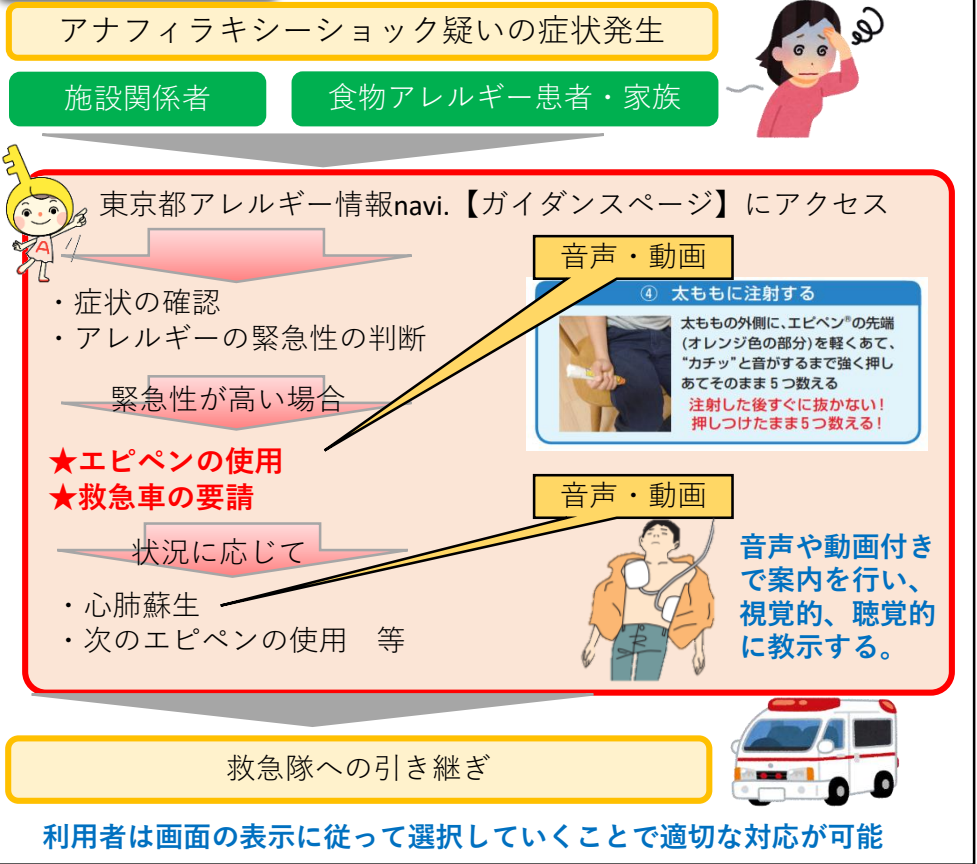 アナフィラキシーショック疑いの症状発生
施設関係者
食物アレルギー患者・家族
東京都アレルギー情報navi.【ガイダンスページ】にアクセス
・症状の確認
・アレルギーの緊急性の判断
音声・動画
④ 太ももに注射する
太ももの外側に、エピペン®の先端
(オレンジ色の部分)を軽くあて、
“カチッ”と音がするまで強く押し
あてそのまま5つ数える
注射した後すぐに抜かない!
押しつけたまま5つ数える!
緊急性が高い場合
★エピペンの使用
★救急車の要請
音声・動画
状況に応じて
・心肺蘇生
・次のエピペンの使用 等
音声や動画付き
で案内を行い、
視覚的、聴覚的
に教示する。
救急隊への引き継ぎ
利用者は画面の表示に従って選択していくことで適切な対応が可能
A